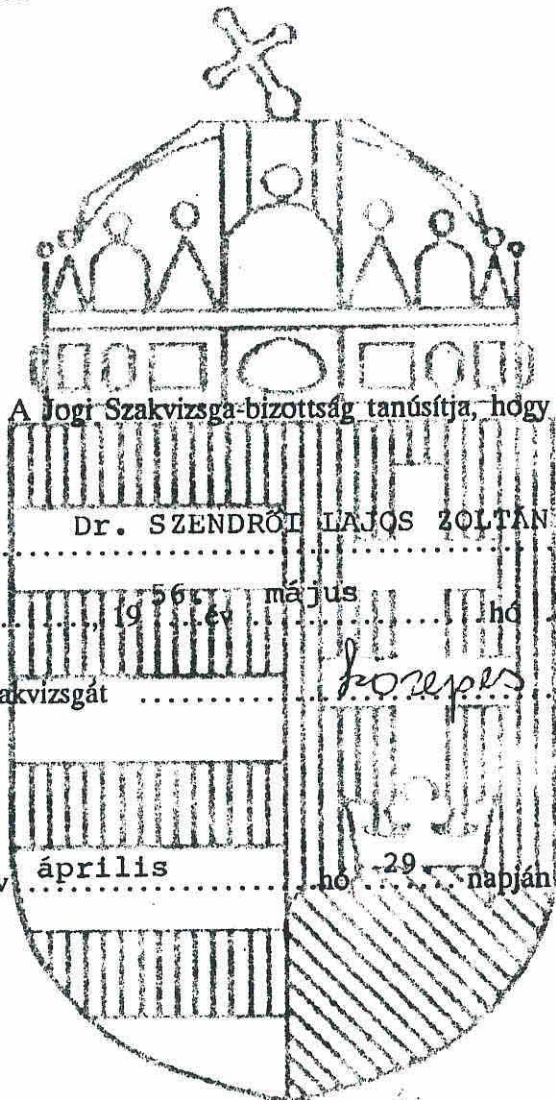 A Jogi Szakvizsga-bizottság tanúsítja, hogy
Dr. SZENDRŐI LAJOS ZOLTÁN
, 19 56. év május hó
akvizsgát közepes
v április hó 29 napján